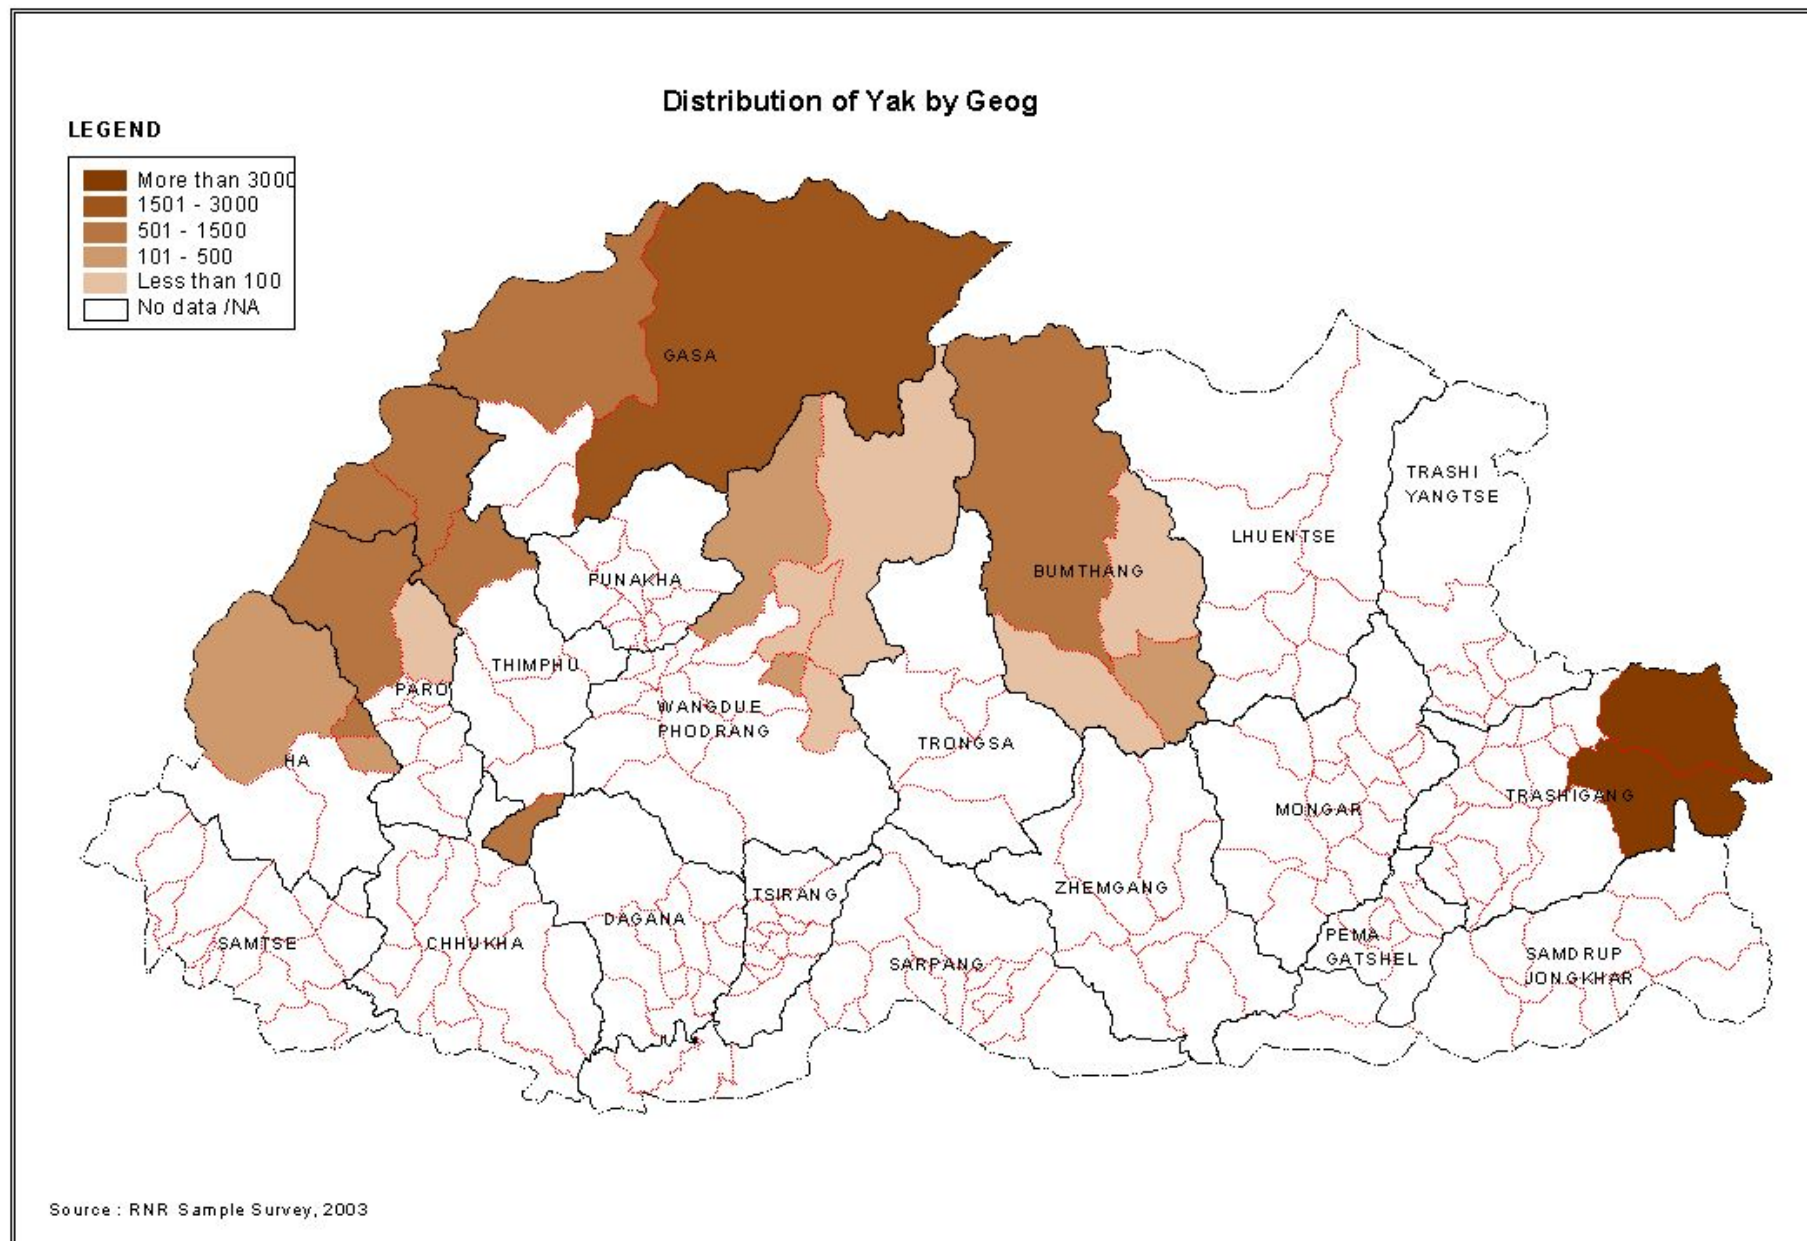 Distribution of Yak by Geog
LEGEND
More than 3000
1501 - 3000
501 - 1500
101 - 500
Less than 100
No data /NA
GASA
TRASHI
YANGTSE
LHUENTSE
BUMTHANG
PUNAKHA
THIMPHU
PARO
WANGDUE
PHODRANG
TRONGSA
HA
TRASHIGANG
MONGAR
ZHEMGANG
TSIRANG
DAGANA
CHHUKHA
SAMTSE
SARPANG
PEMA
GATSHEL
SAMDRUP
JONGKHAR
Source : RNR Sample Survey, 2003